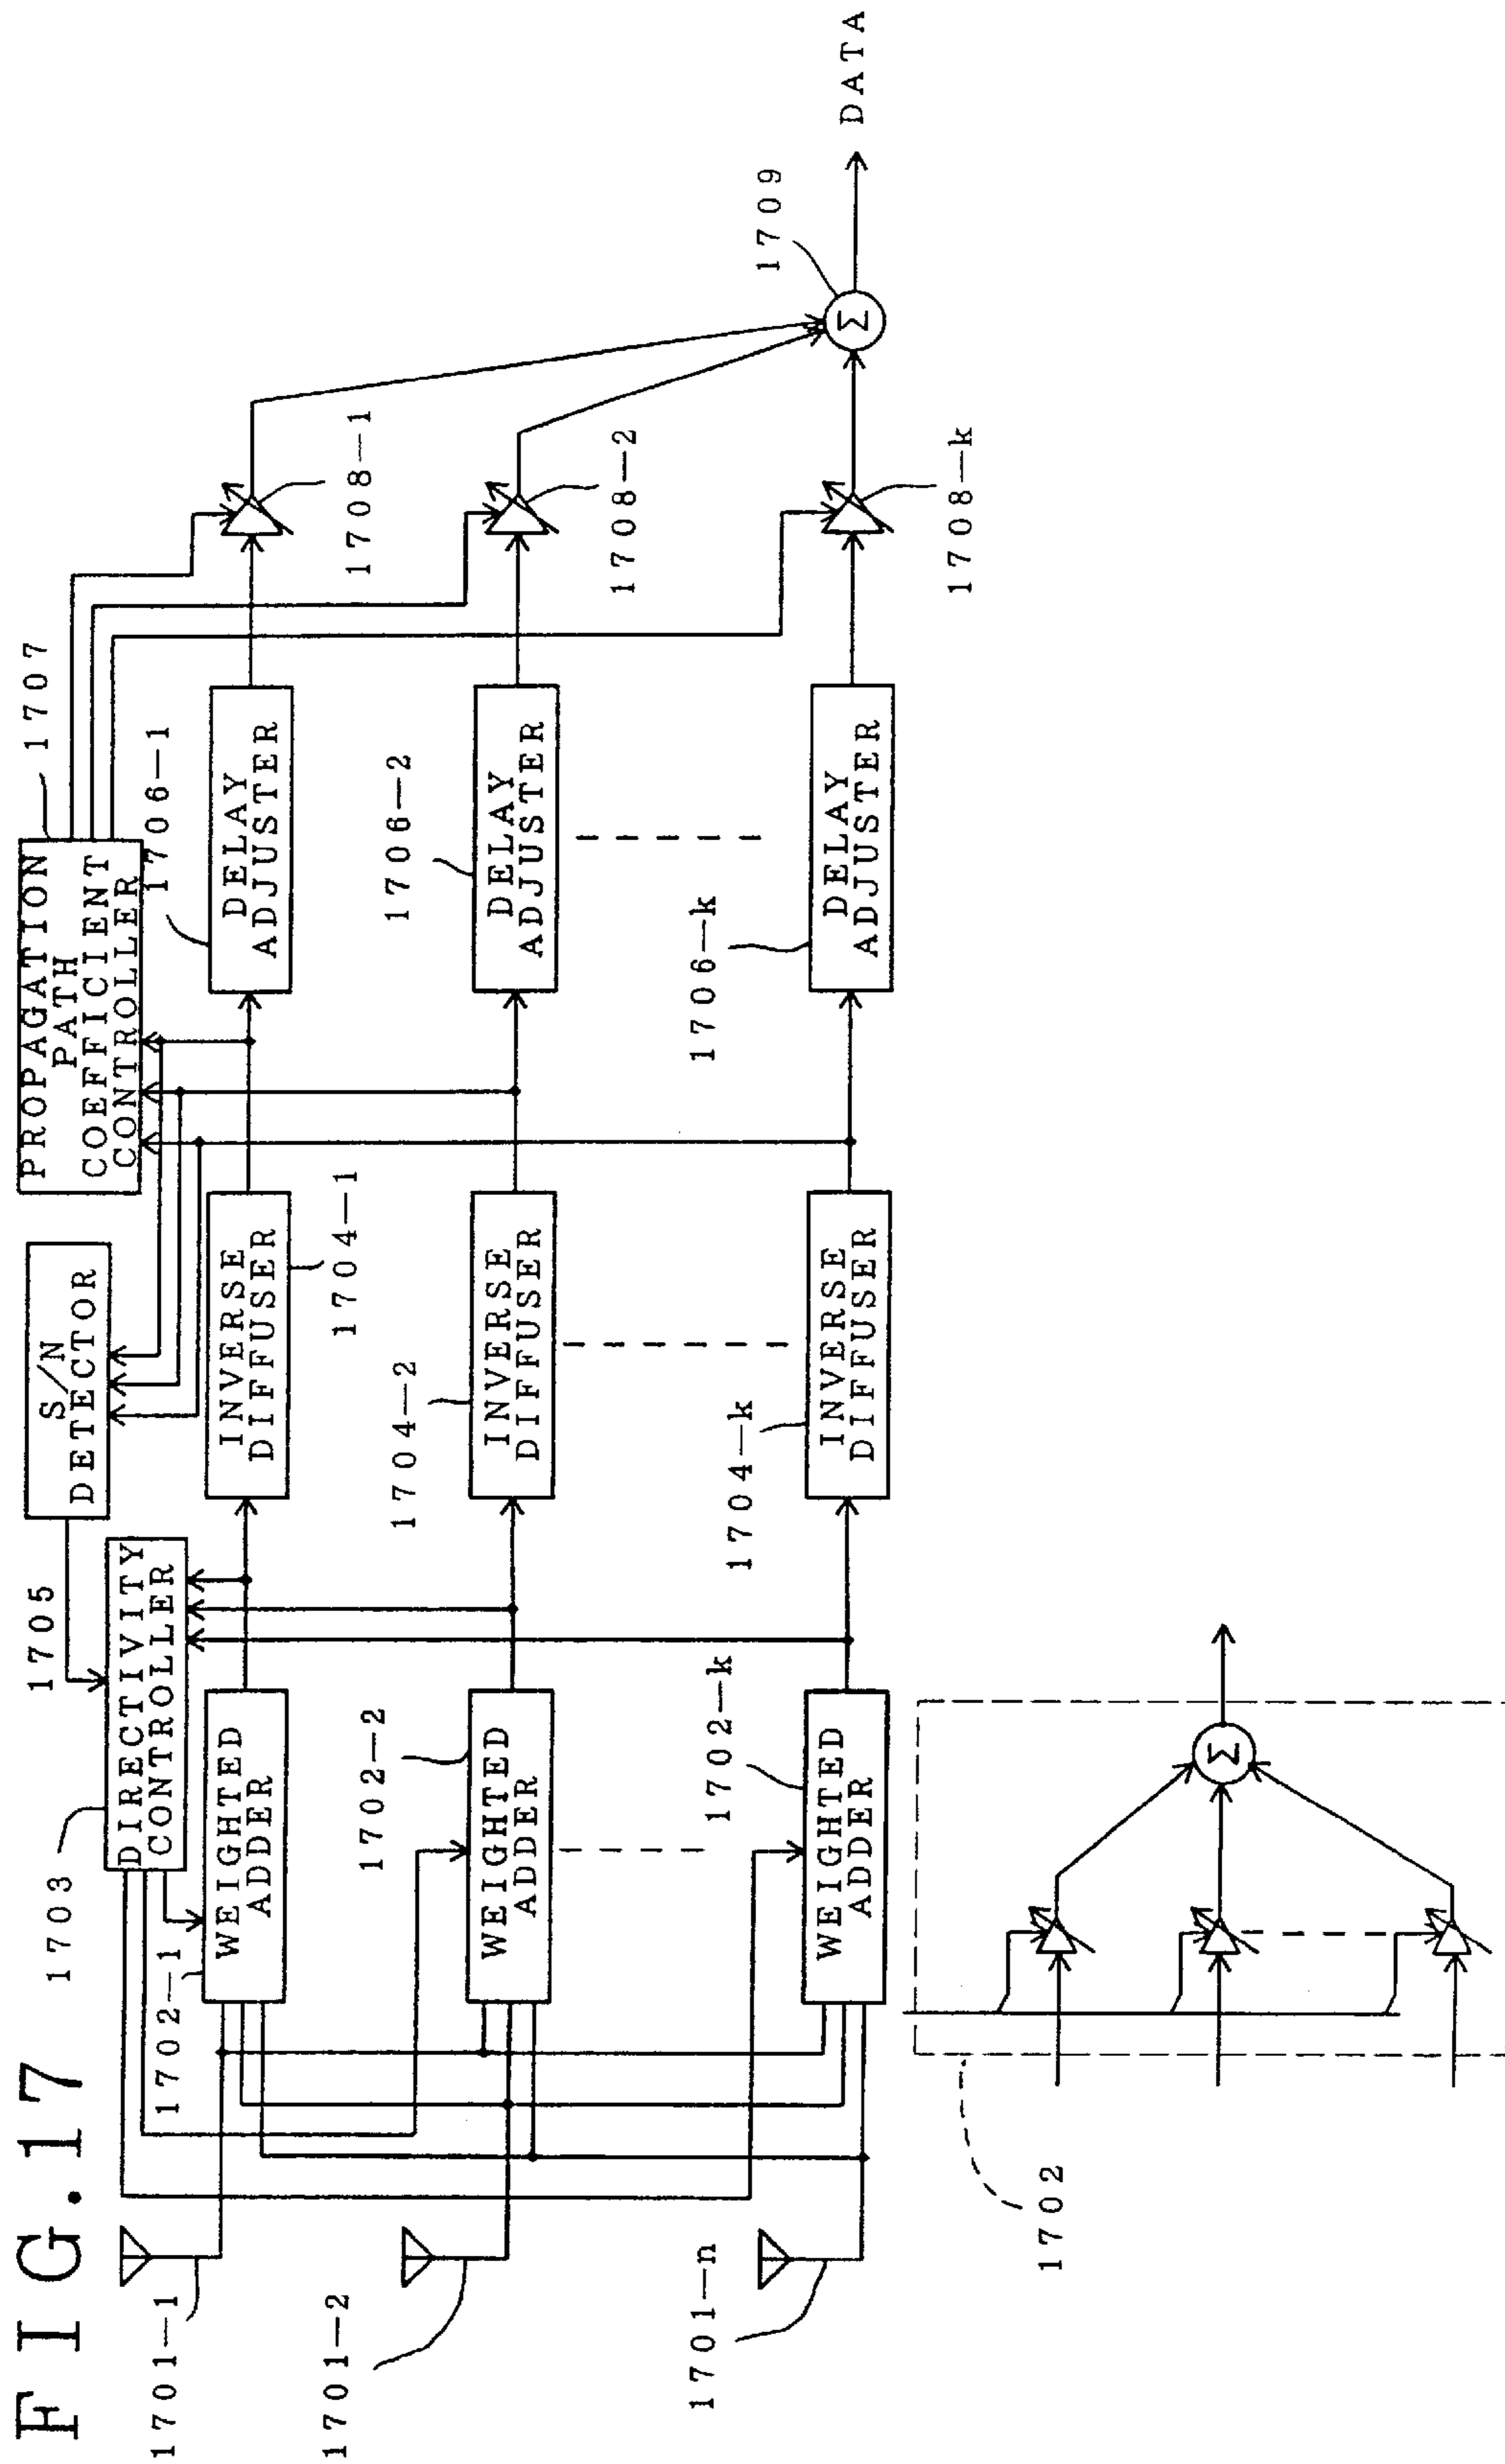 FIG.17
1701-1
1701-2
1701-n
1703
DIRECTIVITY
CONTROLLER
1705
S/N
DETECTOR
PROPAGATION
PATH
COEFFICIENT
CONTROLLER
1707
1702-1
WEIGHTED
ADDER
INVERSE
DIFFUSER
1704-1
1706-1
DELAY
ADJUSTER
1708-1
1702-2
WEIGHTED
ADDER
1704-2
INVERSE
DIFFUSER
1706-2
DELAY
ADJUSTER
1708-2
1702-k
WEIGHTED
ADDER
1704-k
INVERSE
DIFFUSER
1706-k
DELAY
ADJUSTER
1708-k
1709
Σ
DATA
1702
Σ